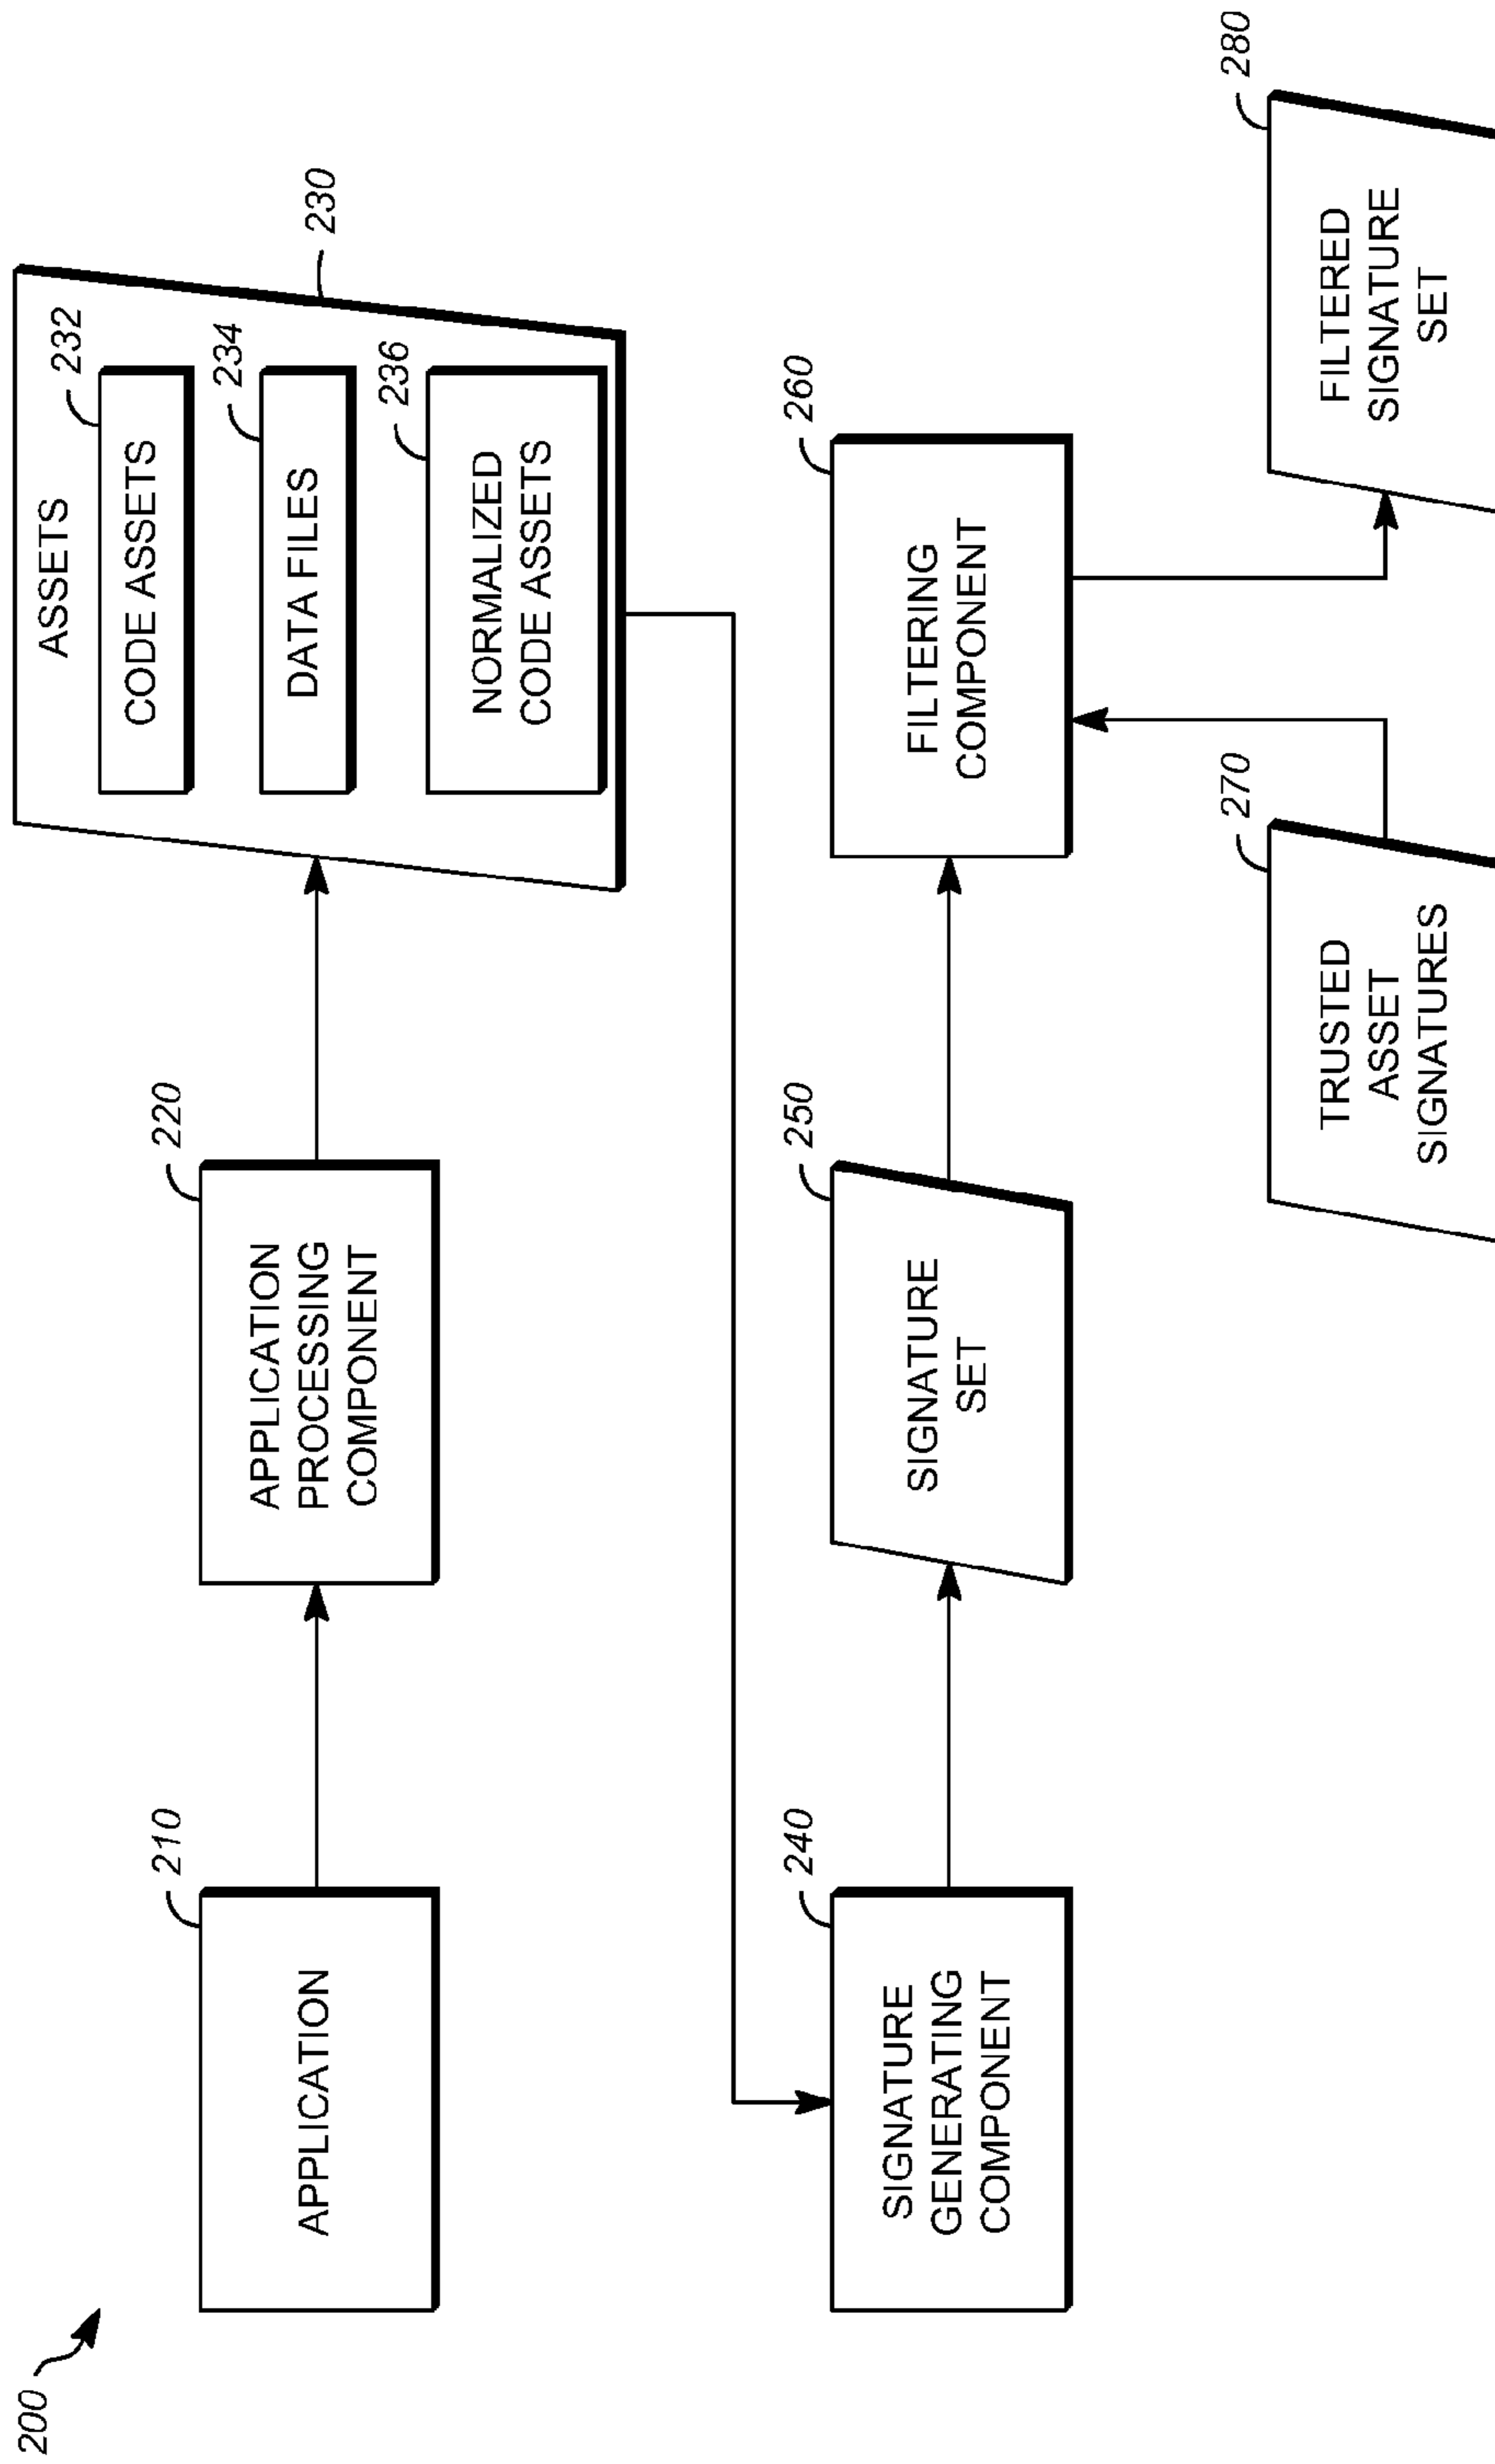 200
210
APPLICATION
220
APPLICATION
PROCESSING
COMPONENT
230
ASSETS
232
CODE ASSETS
234
DATA FILES
236
NORMALIZED
CODE ASSETS
240
SIGNATURE
GENERATING
COMPONENT
250
SIGNATURE
SET
260
FILTERING
COMPONENT
270
TRUSTED
ASSET
SIGNATURES
280
FILTERED
SIGNATURE
SET